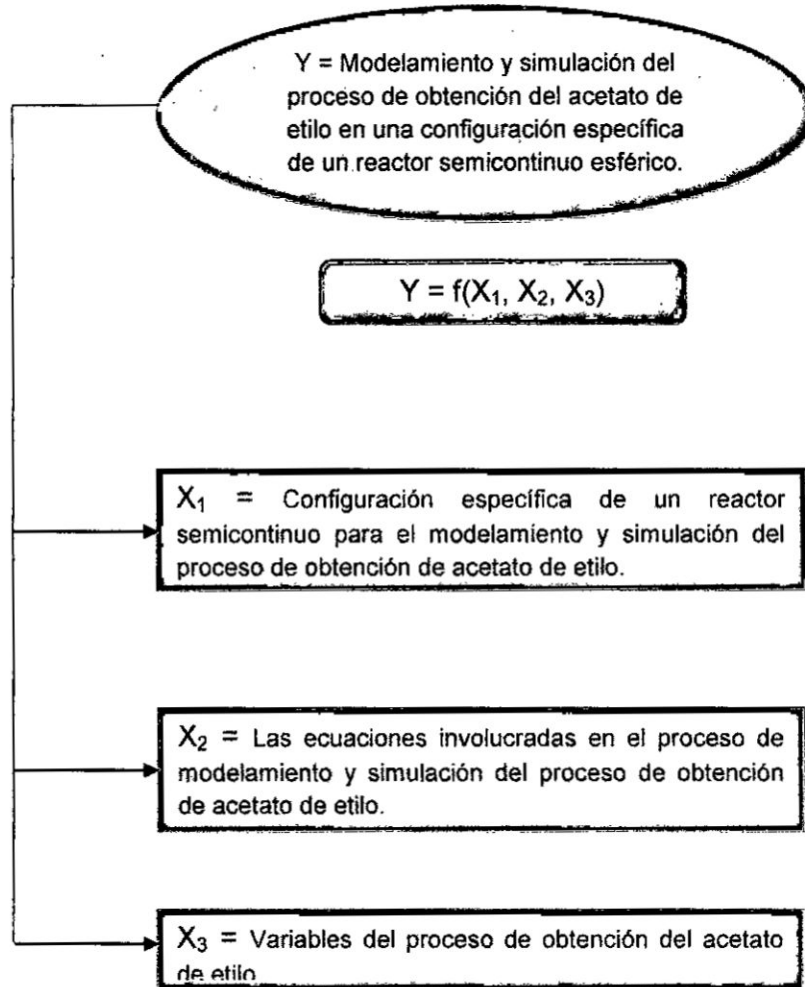 Y = Modelamiento y simulación del
proceso de obtención del acetato de
etilo en una configuración específica
de un reactor semicontinuo esférico.
Y = f(X₁, X₂, X₃)
X₁ = Configuración específica de un reactor
semicontinuo para el modelamiento y simulación del
proceso de obtención de acetato de etilo.
X₂ = Las ecuaciones involucradas en el proceso de
modelamiento y simulación del proceso de obtención
de acetato de etilo.
X₃ = Variables del proceso de obtención del acetato
de etilo